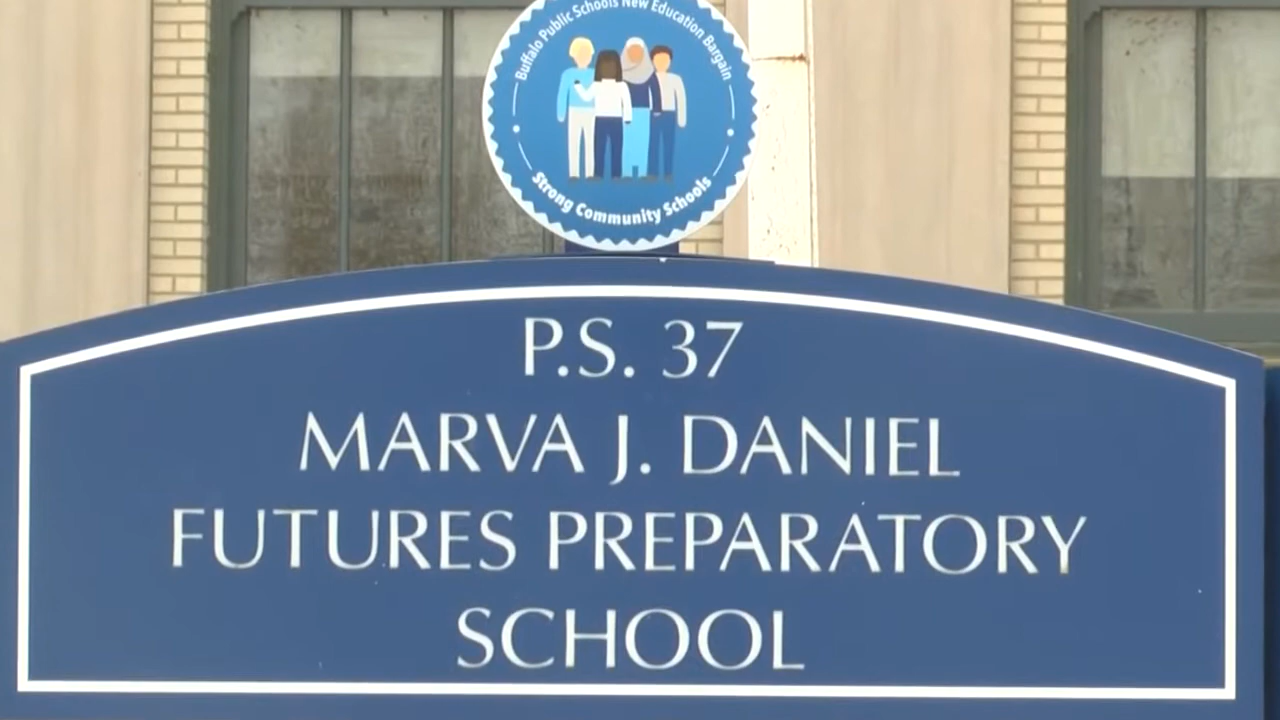 Buffalo Public Schools New Education Bargain
Strong Community Schools
P.S. 37
MARVA J. DANIEL
FUTURES PREPARATORY
SCHOOL